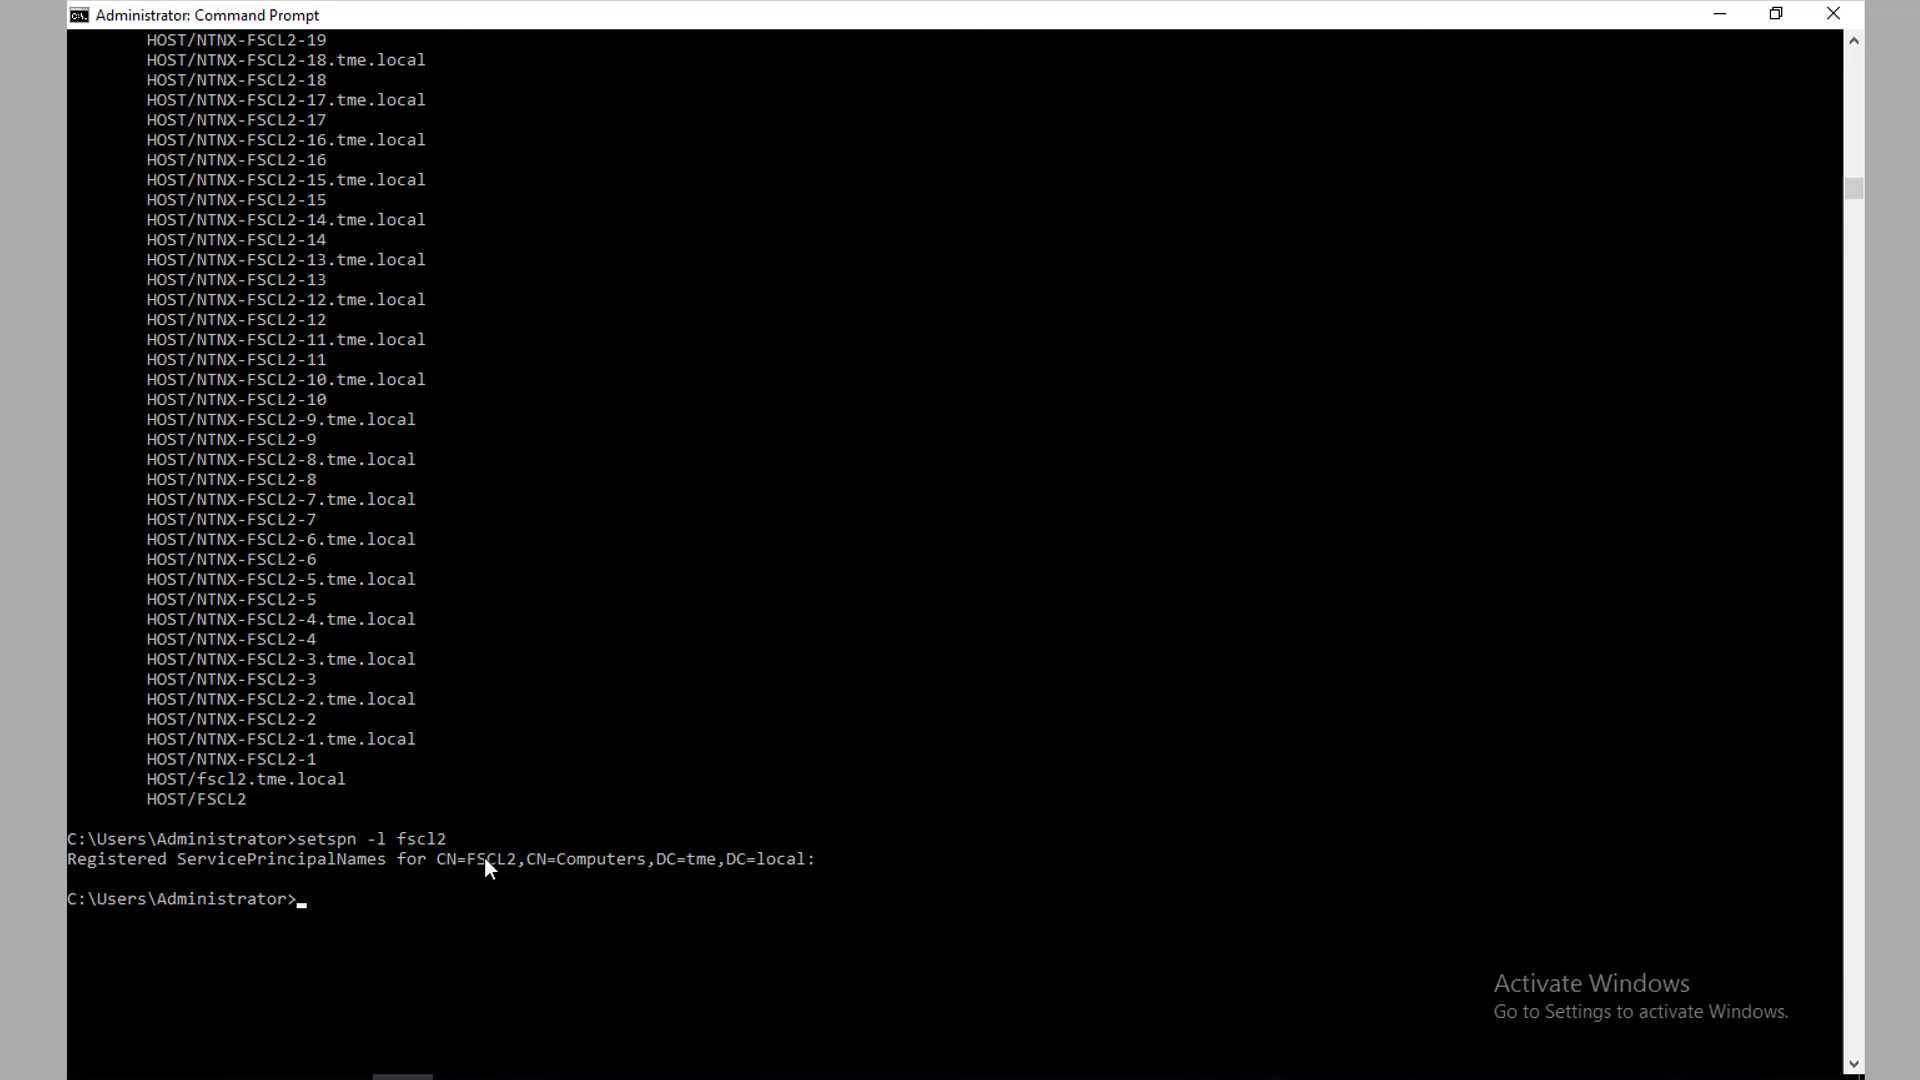 Administrator: Command Prompt
HOST/NTNX-FSCL2-19
HOST/NTNX-FSCL2-18.tme.local
HOST/NTNX-FSCL2-18
HOST/NTNX-FSCL2-17.tme.local
HOST/NTNX-FSCL2-17
HOST/NTNX-FSCL2-16.tme.local
HOST/NTNX-FSCL2-16
HOST/NTNX-FSCL2-15.tme.local
HOST/NTNX-FSCL2-15
HOST/NTNX-FSCL2-14.tme.local
HOST/NTNX-FSCL2-14
HOST/NTNX-FSCL2-13.tme.local
HOST/NTNX-FSCL2-13
HOST/NTNX-FSCL2-12.tme.local
HOST/NTNX-FSCL2-12
HOST/NTNX-FSCL2-11.tme.local
HOST/NTNX-FSCL2-11
HOST/NTNX-FSCL2-10.tme.local
HOST/NTNX-FSCL2-10
HOST/NTNX-FSCL2-9.tme.local
HOST/NTNX-FSCL2-9
HOST/NTNX-FSCL2-8.tme.local
HOST/NTNX-FSCL2-8
HOST/NTNX-FSCL2-7.tme.local
HOST/NTNX-FSCL2-7
HOST/NTNX-FSCL2-6.tme.local
HOST/NTNX-FSCL2-6
HOST/NTNX-FSCL2-5.tme.local
HOST/NTNX-FSCL2-5
HOST/NTNX-FSCL2-4.tme.local
HOST/NTNX-FSCL2-4
HOST/NTNX-FSCL2-3.tme.local
HOST/NTNX-FSCL2-3
HOST/NTNX-FSCL2-2.tme.local
HOST/NTNX-FSCL2-2
HOST/NTNX-FSCL2-1.tme.local
HOST/NTNX-FSCL2-1
HOST/fscl2.tme.local
HOST/FSCL2
C:\Users\Administrator>setspn -l fscl2
Registered ServicePrincipalNames for CN=FSCL2,CN=Computers,DC=tme,DC=local:
C:\Users\Administrator>
Activate Windows
Go to Settings to activate Windows.